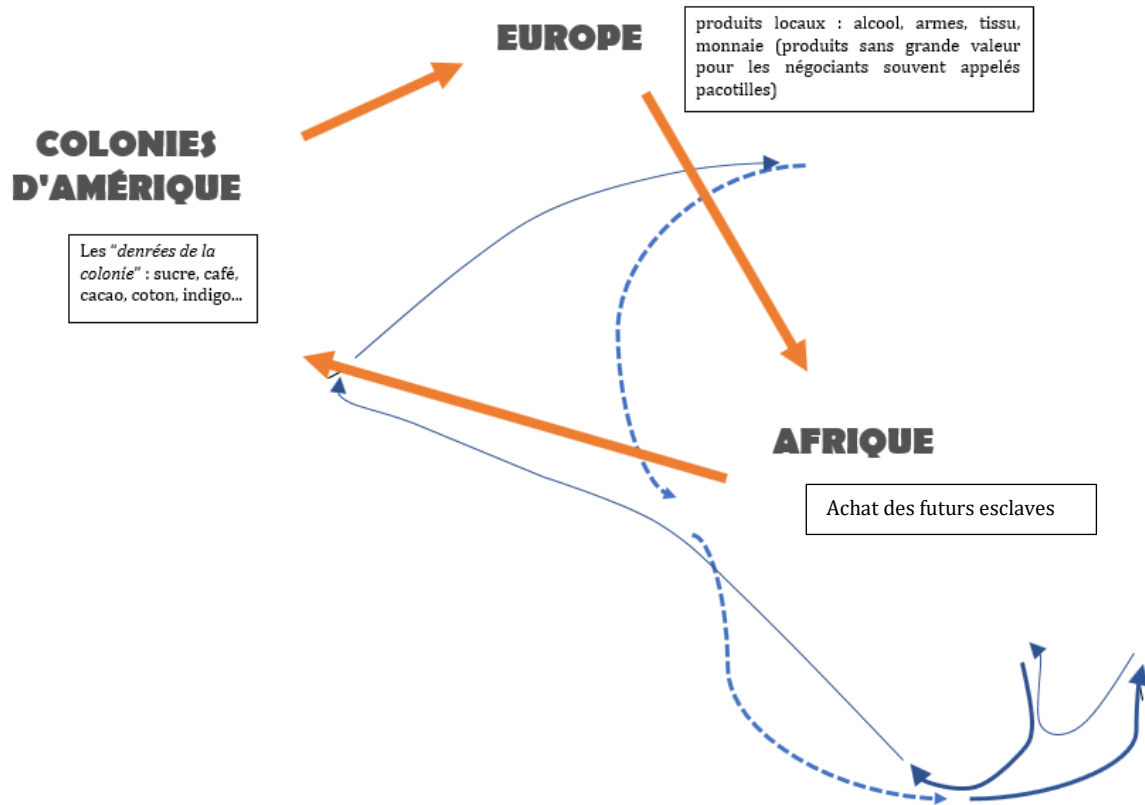 EUROPE
produits locaux : alcool, armes, tissu,
monnaie (produits sans grande valeur
pour les négociants souvent appelés
pacotilles)
COLONIES
D'AMÉRIQUE
Les "denrées de la
colonie" : sucre, café,
cacao, coton, indigo...
AFRIQUE
Achat des futurs esclaves